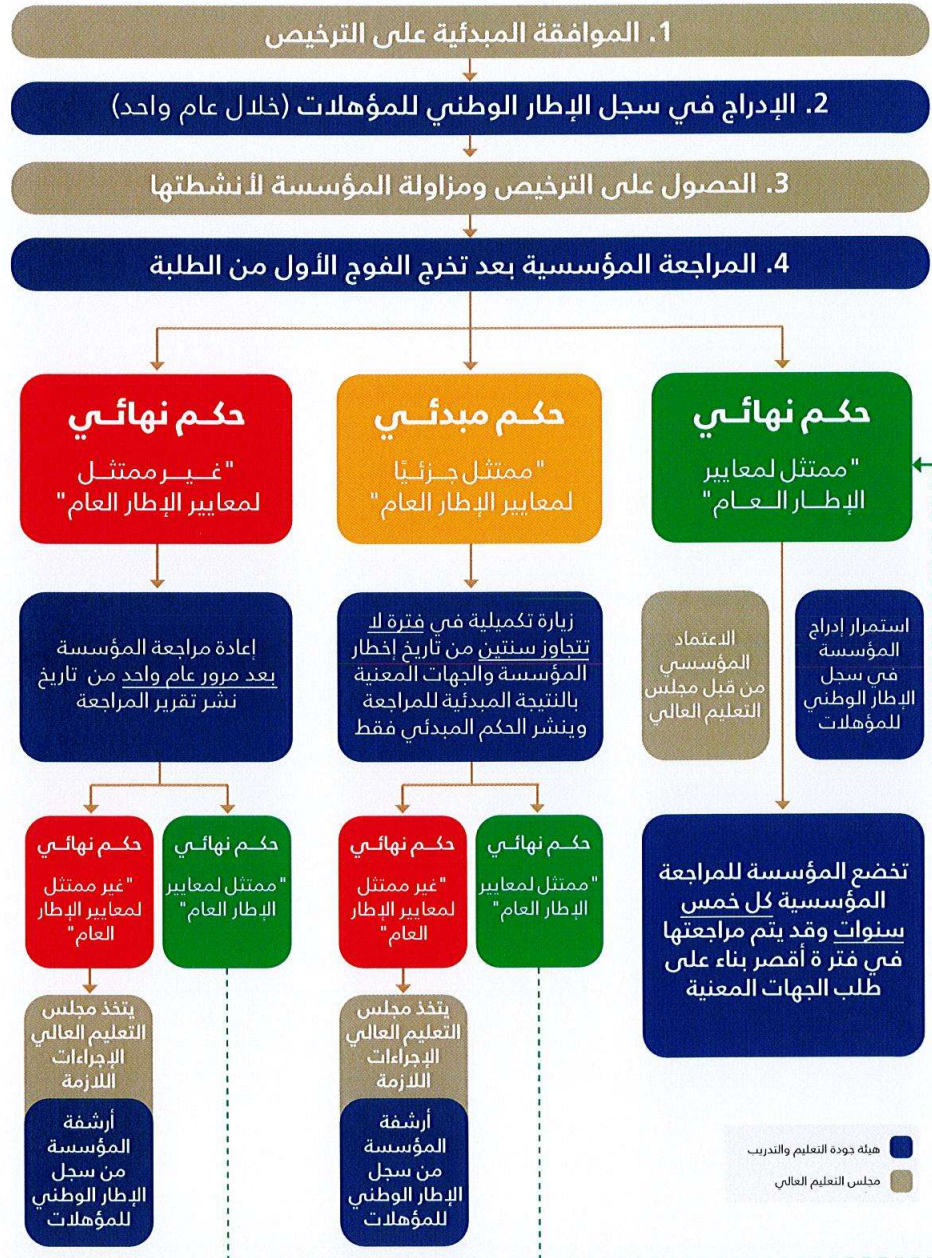 1. الموافقة المبدئية على الترخيص
2. الإدراج في سجل الإطار الوطني للمؤهلات (خلال عام واحد)
3. الحصول على الترخيص ومزاولة المؤسسة لأنشطتها
4. المراجعة المؤسسية بعد تخرج الفوج الأول من الطلبة
حكم نهائي
"ممتثل لمعايير
الإطار العام"
حكم مبدئي
"ممتثل جزئيًا
لمعايير الإطار العام"
حكم نهائي
"غير ممتثل
لمعايير الإطار العام"
استمرار إدراج
المؤسسة
في سجل
الإطار الوطني
للمؤهلات
الاعتماد
المؤسسي
من قبل مجلس
التعليم العالي
زيارة تكميلية في فترة لا
تتجاوز سنتين من تاريخ إخطار
المؤسسة والجهات المعنية
بالنتيجة المبدئية للمراجعة
وينشر الحكم المبدئي فقط
إعادة مراجعة المؤسسة
بعد مرور عام واحد من تاريخ
نشر تقرير المراجعة
تخضع المؤسسة للمراجعة
المؤسسية كل خمس
سنوات وقد يتم مراجعتها
في فترة أقصر بناء على
طلب الجهات المعنية
حكم نهائي
"ممتثل لمعايير
الإطار العام"
حكم نهائي
"غير ممتثل
لمعايير الإطار
العام"
حكم نهائي
"ممتثل لمعايير
الإطار العام"
حكم نهائي
"غير ممتثل
لمعايير الإطار
العام"
يتخذ مجلس
التعليم العالي
الإجراءات
اللازمة
أرشفة
المؤسسة
من سجل
الإطار الوطني
للمؤهلات
يتخذ مجلس
التعليم العالي
الإجراءات
اللازمة
أرشفة
المؤسسة
من سجل
الإطار الوطني
للمؤهلات
هيئة جودة التعليم والتدريب
مجلس التعليم العالي